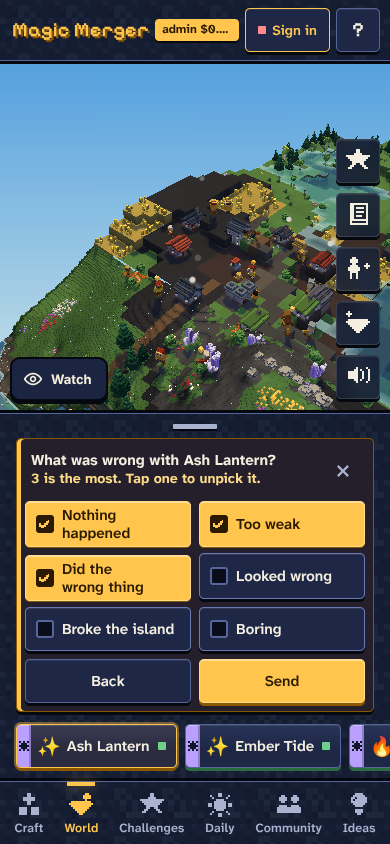 Magic Merger
admin $0....
Sign in
?
Watch
What was wrong with Ash Lantern?
3 is the most. Tap one to unpick it.
Nothing
happened
Too weak
Did the
wrong thing
Looked wrong
Broke the island
Boring
Back
Send
Ash Lantern
Ember Tide
Craft
World
Challenges
Daily
Community
Ideas